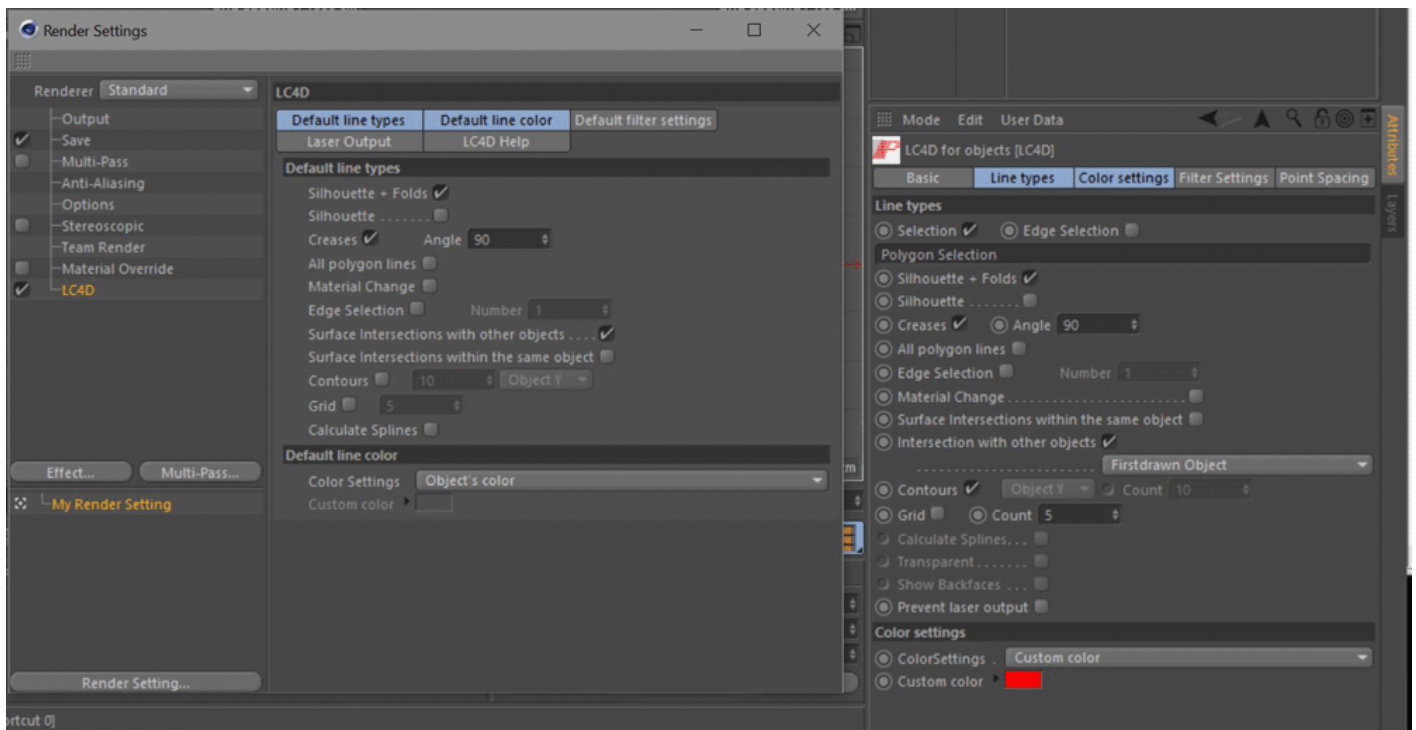 Render Settings
Renderer Standard
Output
Save
Multi-Pass
Anti-Aliasing
Options
Stereoscopic
Team Render
Material Override
LC4D
Effect...
Multi-Pass...
My Render Setting
Render Setting...
LC4D
Default line types Default line color Default filter settings
Laser Output LC4D Help
Default line types
Silhouette + Folds
Silhouette .......
Creases Angle 90
All polygon lines
Material Change
Edge Selection Number 1
Surface Intersections with other objects ....
Surface Intersections within the same object
Contours 10 Object Y
Grid 5
Calculate Splines
Default line color
Color Settings Object's color
Custom color
ortcut 0]
m
Mode Edit User Data
LC4D for objects [LC4D]
Basic Line types Color settings Filter Settings Point Spacing
Line types
Selection Edge Selection
Polygon Selection
Silhouette + Folds
Silhouette .......
Creases Angle 90
All polygon lines
Edge Selection Number 1
Material Change........................
Surface Intersections within the same object
Intersection with other objects
........................ Firstdrawn Object
Contours Object Y Count 10
Grid Count 5
Calculate Splines...
Transparent.......
Show Backfaces ...
Prevent laser output
Color settings
ColorSettings . Custom color
Custom color
Attributes
Layers